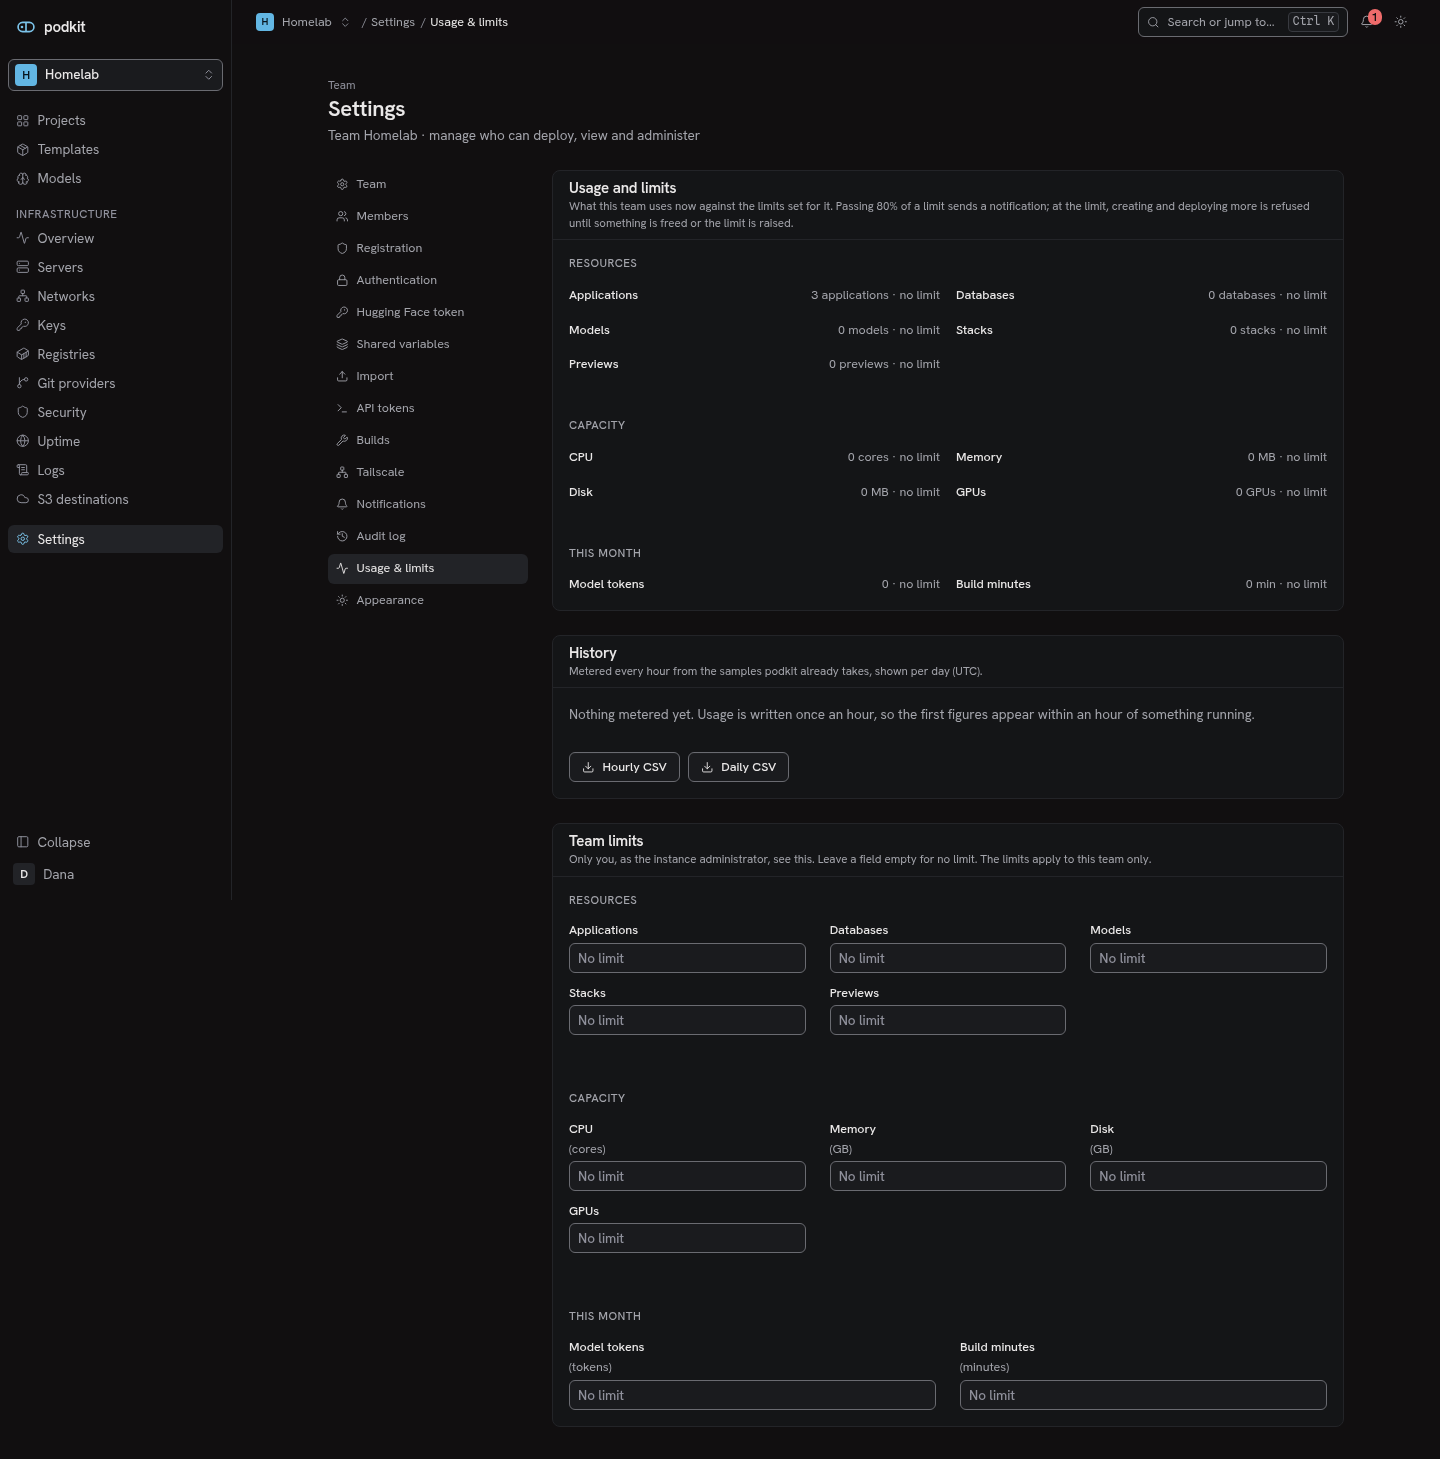 podkit
H Homelab
Projects
Templates
Models
INFRASTRUCTURE
Overview
Servers
Networks
Keys
Registries
Git providers
Security
Uptime
Logs
S3 destinations
Settings
Collapse
D Dana
H Homelab / Settings / Usage & limits
Search or jump to... Ctrl K
1
Team
Settings
Team Homelab · manage who can deploy, view and administer
Team
Members
Registration
Authentication
Hugging Face token
Shared variables
Import
API tokens
Builds
Tailscale
Notifications
Audit log
Usage & limits
Appearance
Usage and limits
What this team uses now against the limits set for it. Passing 80% of a limit sends a notification; at the limit, creating and deploying more is refused
until something is freed or the limit is raised.
RESOURCES
Applications 3 applications · no limit Databases 0 databases · no limit
Models 0 models · no limit Stacks 0 stacks · no limit
Previews 0 previews · no limit
CAPACITY
CPU 0 cores · no limit Memory 0 MB · no limit
Disk 0 MB · no limit GPUs 0 GPUs · no limit
THIS MONTH
Model tokens 0 · no limit Build minutes 0 min · no limit
History
Metered every hour from the samples podkit already takes, shown per day (UTC).
Nothing metered yet. Usage is written once an hour, so the first figures appear within an hour of something running.
Hourly CSV Daily CSV
Team limits
Only you, as the instance administrator, see this. Leave a field empty for no limit. The limits apply to this team only.
RESOURCES
Applications Databases Models
No limit No limit No limit
Stacks Previews
No limit No limit
CAPACITY
CPU Memory Disk
(cores) (GB) (GB)
No limit No limit No limit
GPUs
No limit
THIS MONTH
Model tokens Build minutes
(tokens) (minutes)
No limit No limit